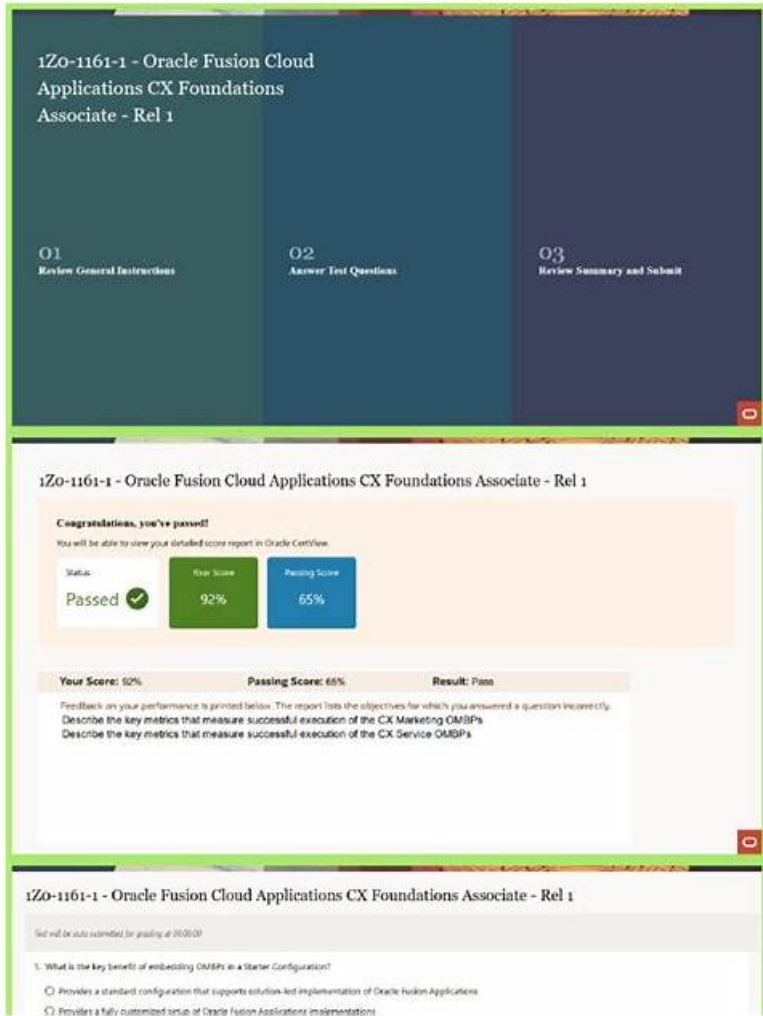 1Z0-1161-1 - Oracle Fusion Cloud
Applications CX Foundations
Associate - Rel 1
01
Review General Instructions
02
Answer Test Questions
03
Review Summary and Submit
1Z0-1161-1 - Oracle Fusion Cloud Applications CX Foundations Associate - Rel 1
Congratulations, you've passed!
You will be able to view your detailed score report in Oracle CertView.
Status
Passed
Your Score
92%
Passing Score
65%
Your Score: 92% Passing Score: 65% Result: Pass
Feedback on your performance is printed below. The report lists the objectives for which you answered a question incorrectly.
Describe the key metrics that measure successful execution of the CX Marketing OMBPs
Describe the key metrics that measure successful execution of the CX Service OMBPs
1Z0-1161-1 - Oracle Fusion Cloud Applications CX Foundations Associate - Rel 1
Test will be auto submitted for grading at 00:00:00
1. What is the key benefit of embedding OMBPs in a Starter Configuration?
Provides a standard configuration that supports solution-led implementation of Oracle Fusion Applications
Provides a fully customized setup of Oracle Fusion Applications implementations